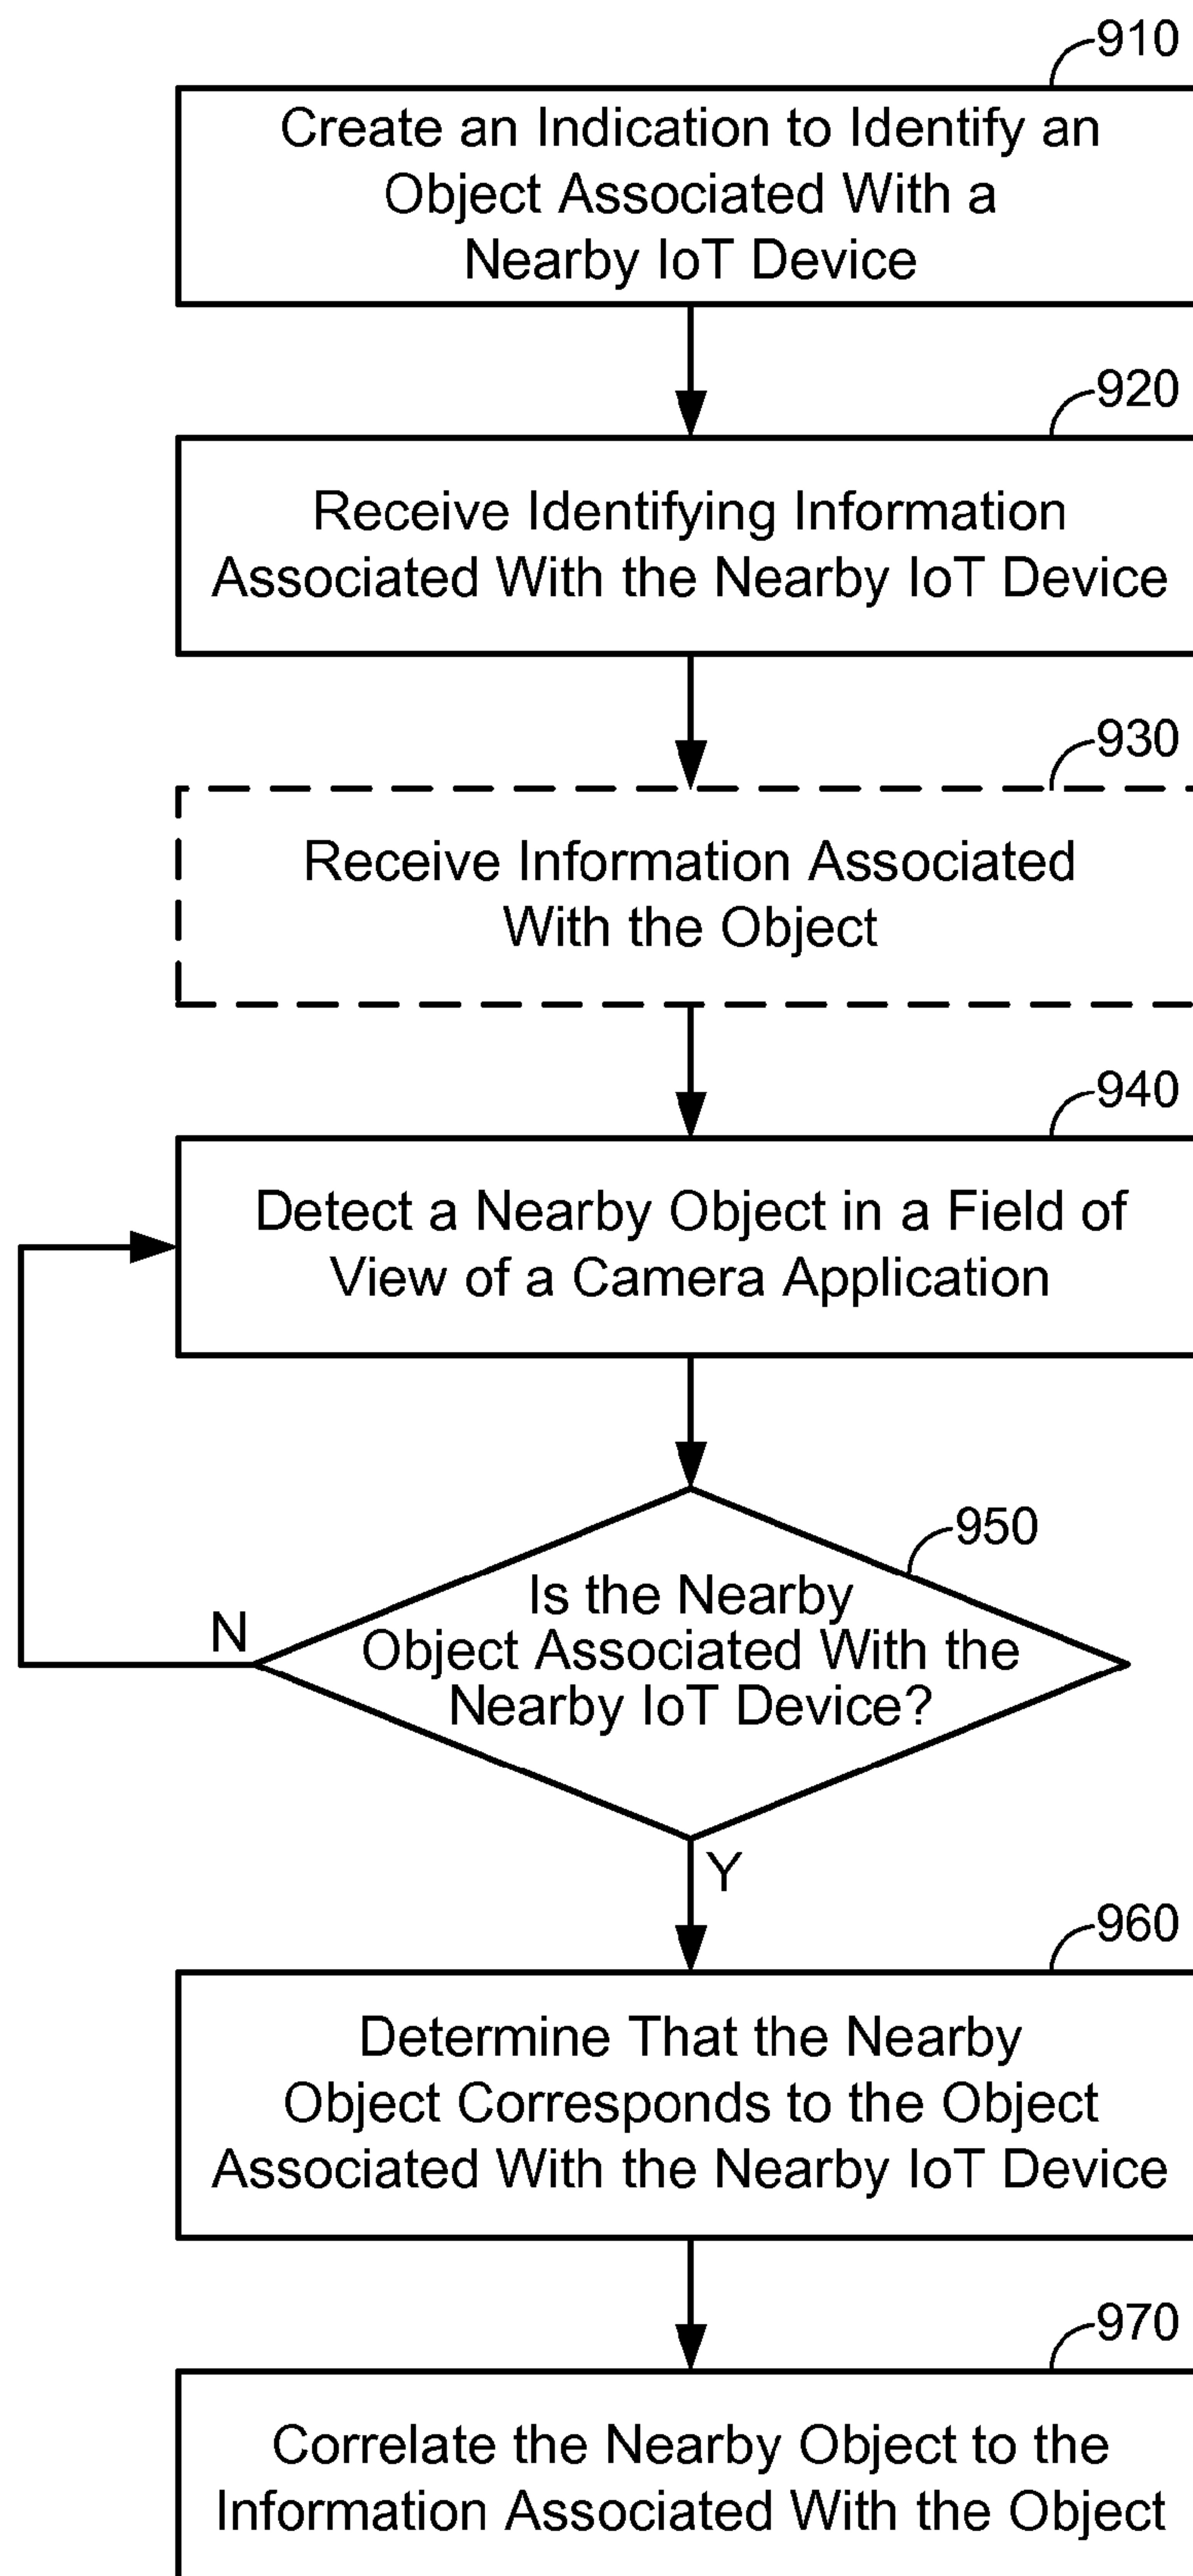 910
Create an Indication to Identify an
Object Associated With a
Nearby IoT Device
920
Receive Identifying Information
Associated With the Nearby IoT Device
930
Receive Information Associated
With the Object
940
Detect a Nearby Object in a Field of
View of a Camera Application
950
Is the Nearby
Object Associated With the
Nearby IoT Device?
N
Y
960
Determine That the Nearby
Object Corresponds to the Object
Associated With the Nearby IoT Device
970
Correlate the Nearby Object to the
Information Associated With the Object